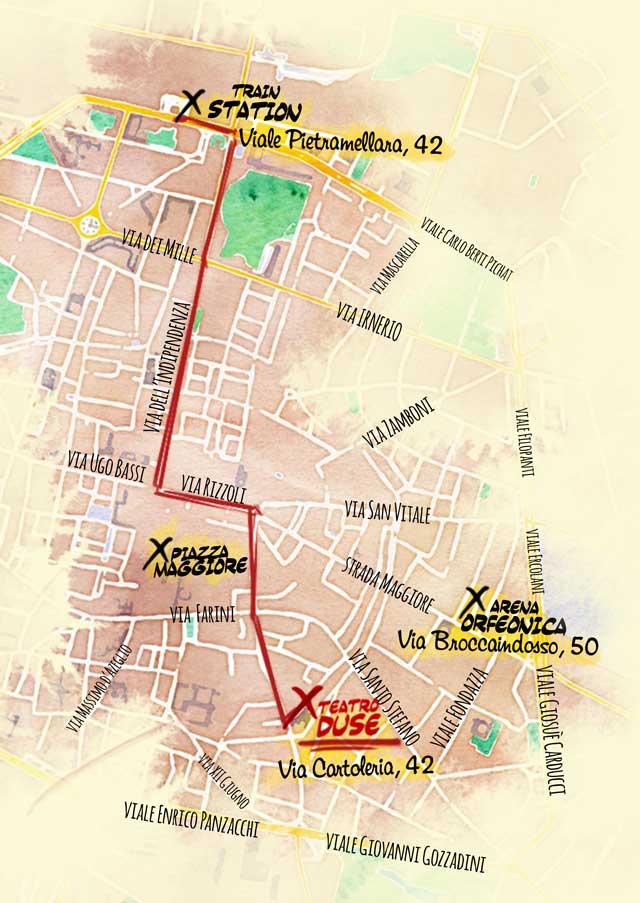 TRAIN
STATION
Viale Pietramellara, 42
VIA DEI MILLE
VIA MASCARELLA
VIALE CARLO BERTI PICHAT
VIA IRNERIO
VIA DELL'INDIPENDENZA
VIA ZAMBONI
VIALE FILOPANTI
VIA UGO BASSI
VIA RIZZOLI
VIA SAN VITALE
PIAZZA
MAGGIORE
STRADA MAGGIORE
VIALE ERCOLANI
ARENA
ORFEONICA
Via Broccaindosso, 50
VIA FARINI
VIA MASSIMO D'AZEGLIO
VIA SANTO STEFANO
VIALE FONDAZZA
VIALE GIOSUÈ CARDUCCI
TEATRO
DUSE
Via Cartoleria, 42
VIA XII GIUGNO
VIALE ENRICO PANZACCHI
VIALE GIOVANNI GOZZADINI